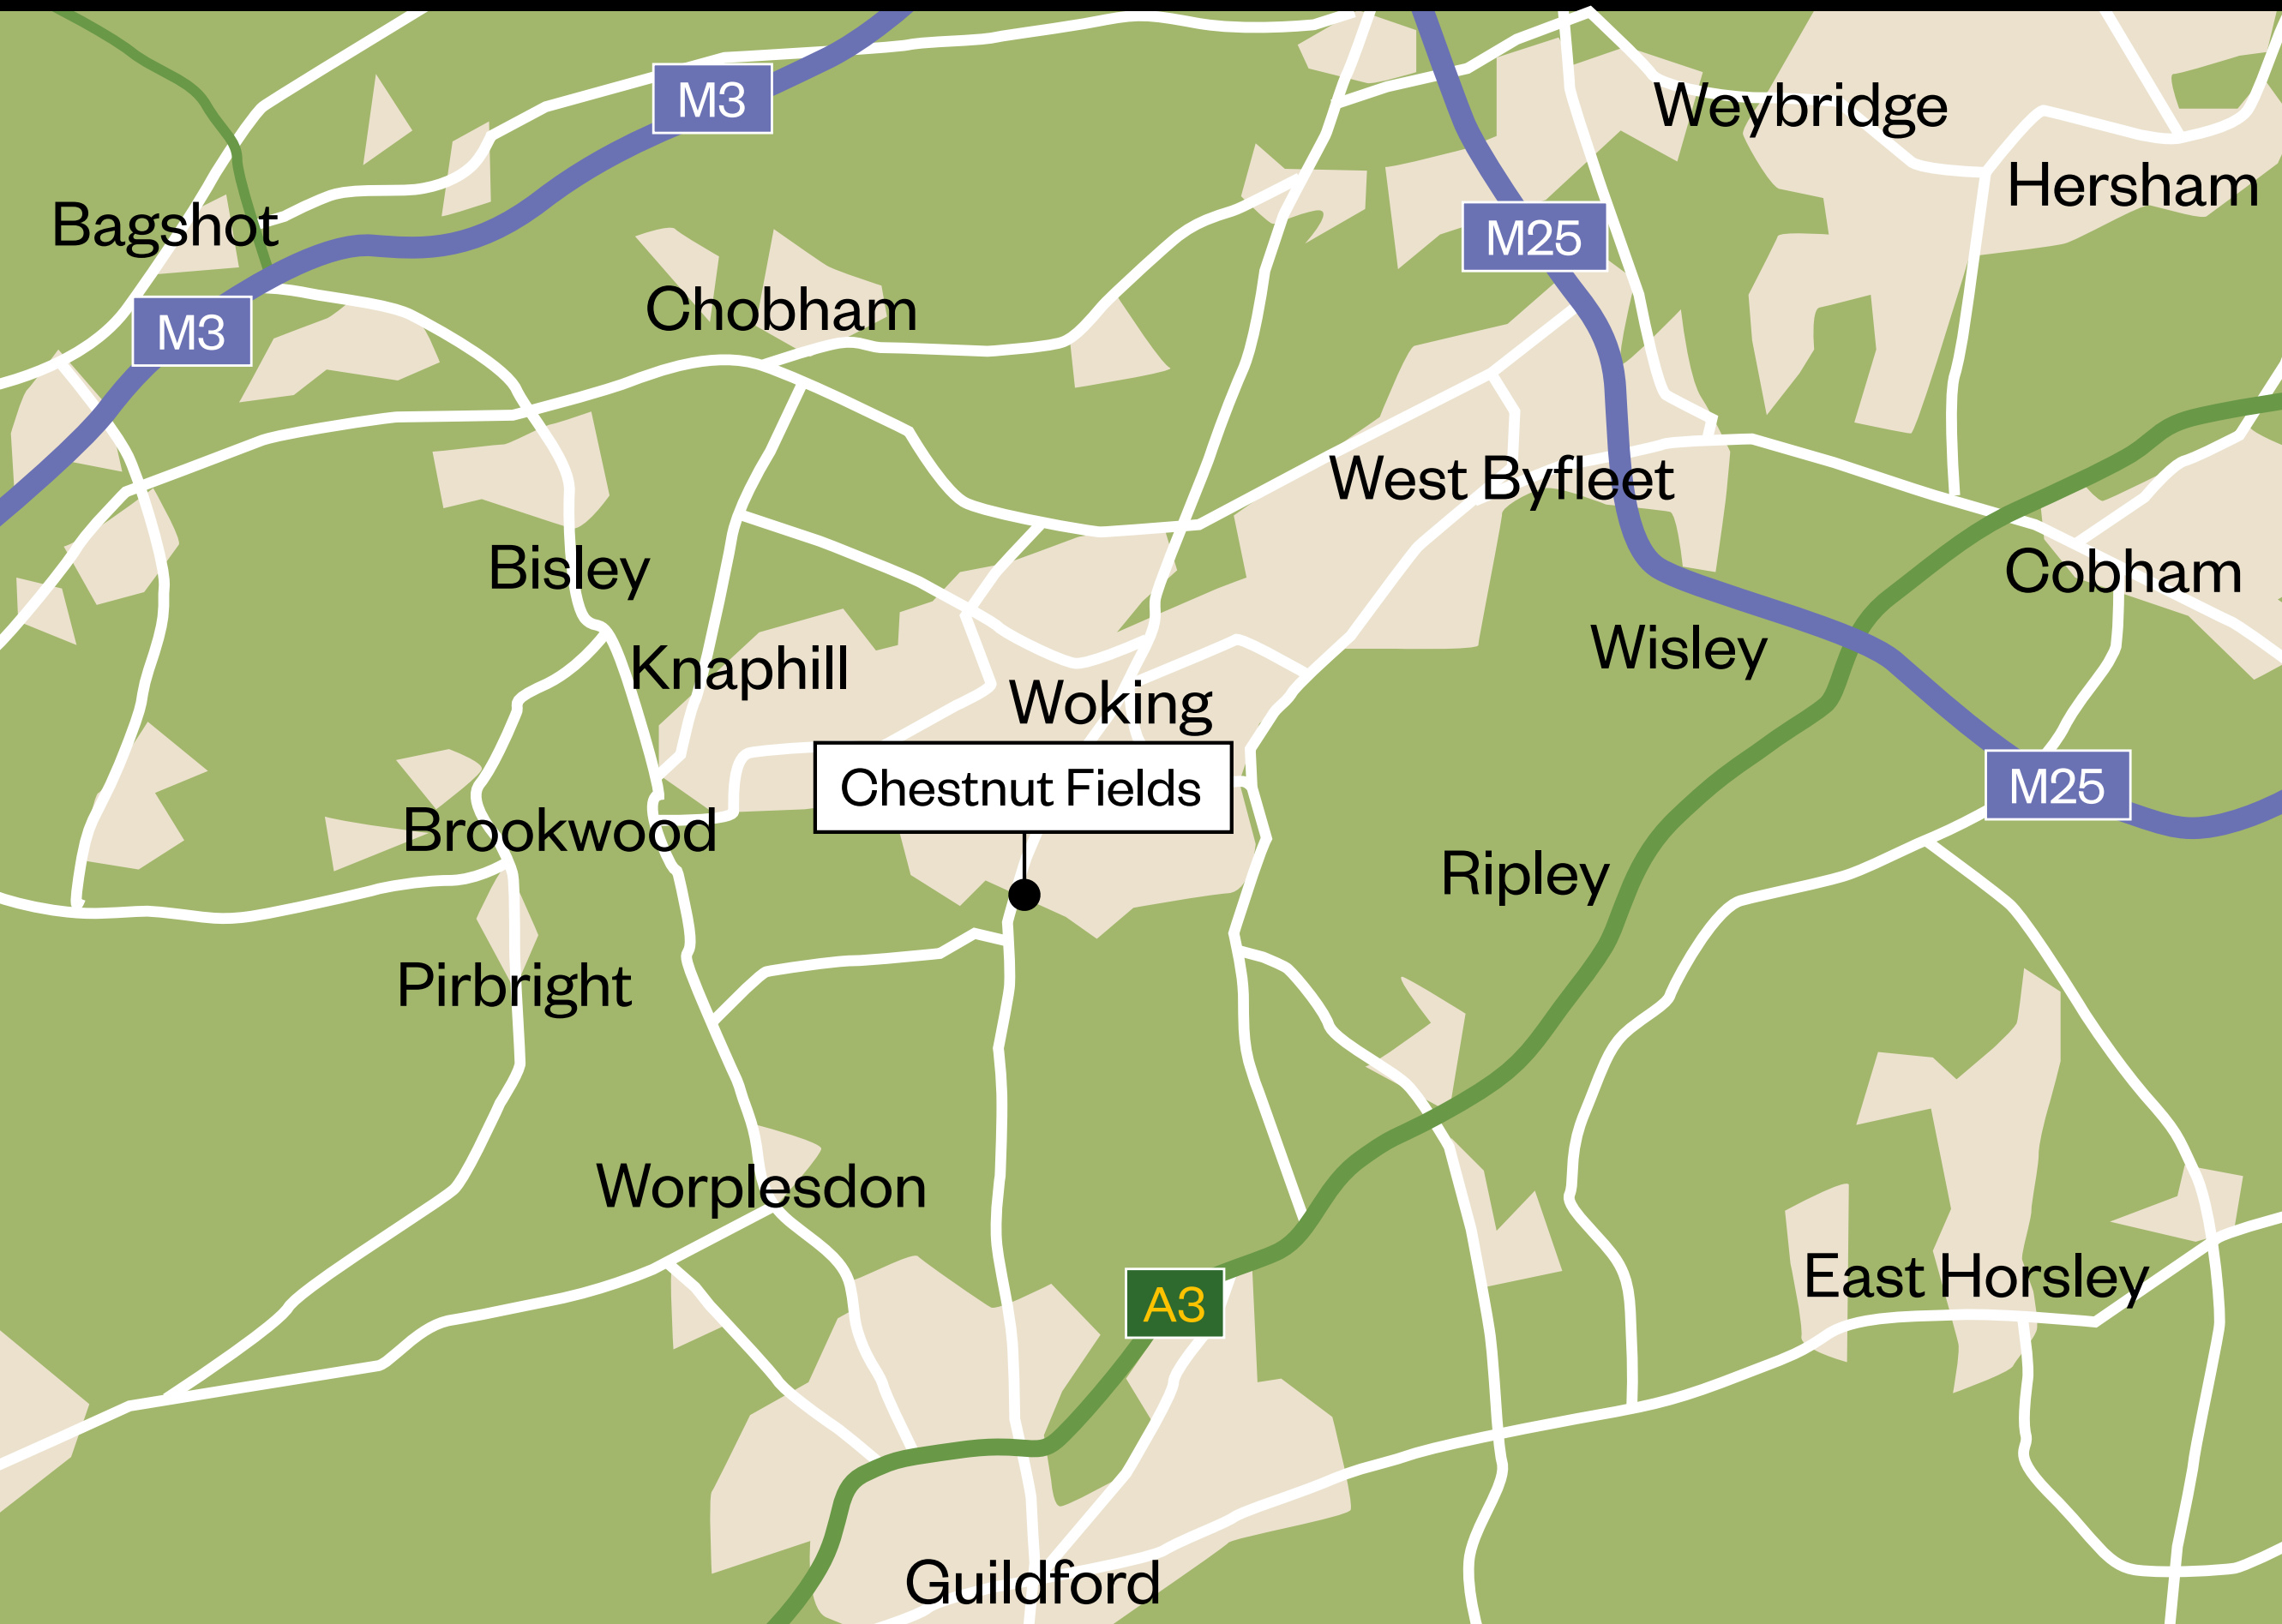 M3
Weybridge
Hersham
Bagshot
M25
Chobham
M3
West Byfleet
Bisley
Cobham
Wisley
Knaphill
Woking
Chestnut Fields
M25
Brookwood
Ripley
Pirbright
Worplesdon
East Horsley
A3
Guildford